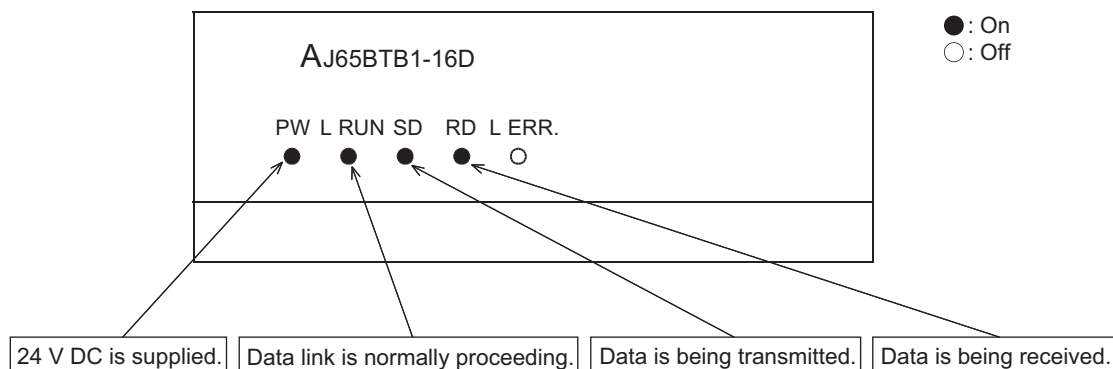 : On
AJ65BTB1-16D
: Off
PW L RUN SD RD L ERR.
24 V DC is supplied.
Data link is normally proceeding.
Data is being transmitted.
Data is being received.